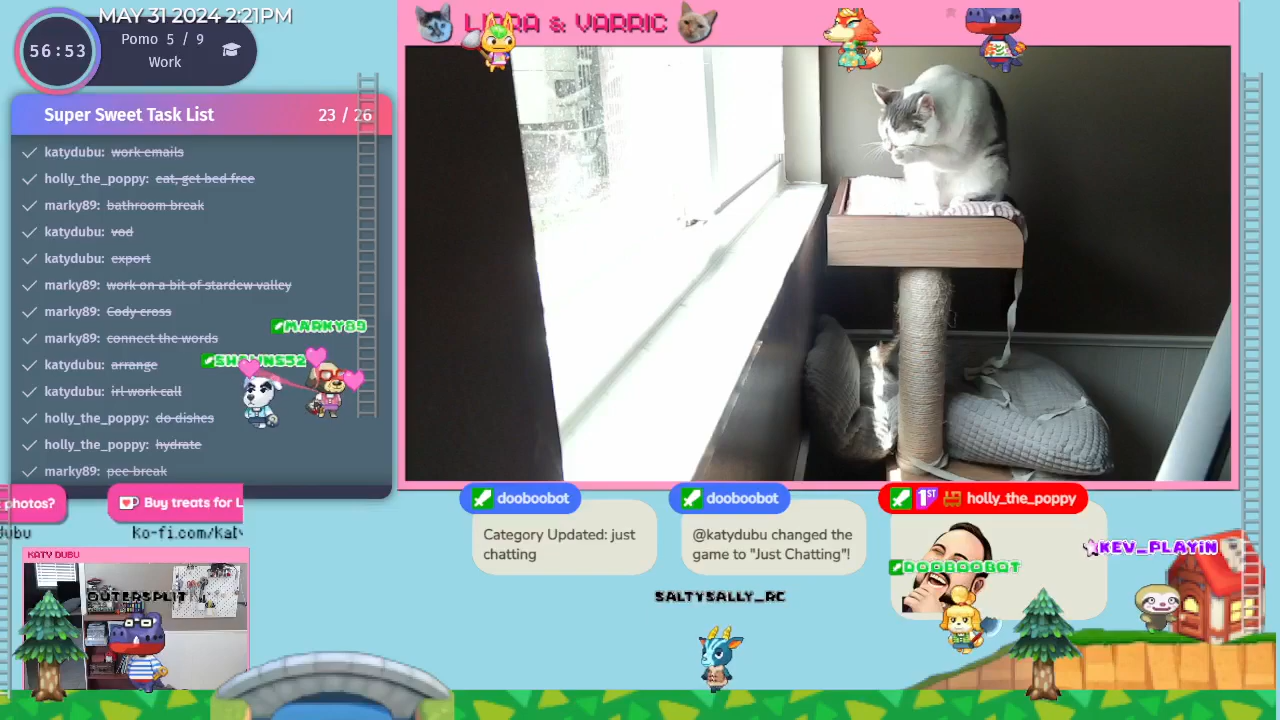 MAY 31 2024 2:21PM
56:53
Pomo 5 / 9
Work
Super Sweet Task List 23 / 26
katydubu: work emails
holly_the_poppy: eat, get bed free
marky89: bathroom break
katydubu: vod
katydubu: export
marky89: work on a bit of stardew valley
marky89: Cody cross
marky89: connect the words
katydubu: arrange
katydubu: irl work call
holly_the_poppy: do dishes
holly_the_poppy: hydrate
marky89: pee break
MARKY89
SHAWNS52
& VARRIC
photos?
Buy treats for L
dubu
Ko-fi.com/Katy
KATY DUBU
OUTERSPLIT
dooboobot
Category Updated: just
chatting
dooboobot
@katydubu changed the
game to "Just Chatting"!
1ST holly_the_poppy
DOOBOOBOT
KEV_PLAYIN
SALTYSALLY_RC